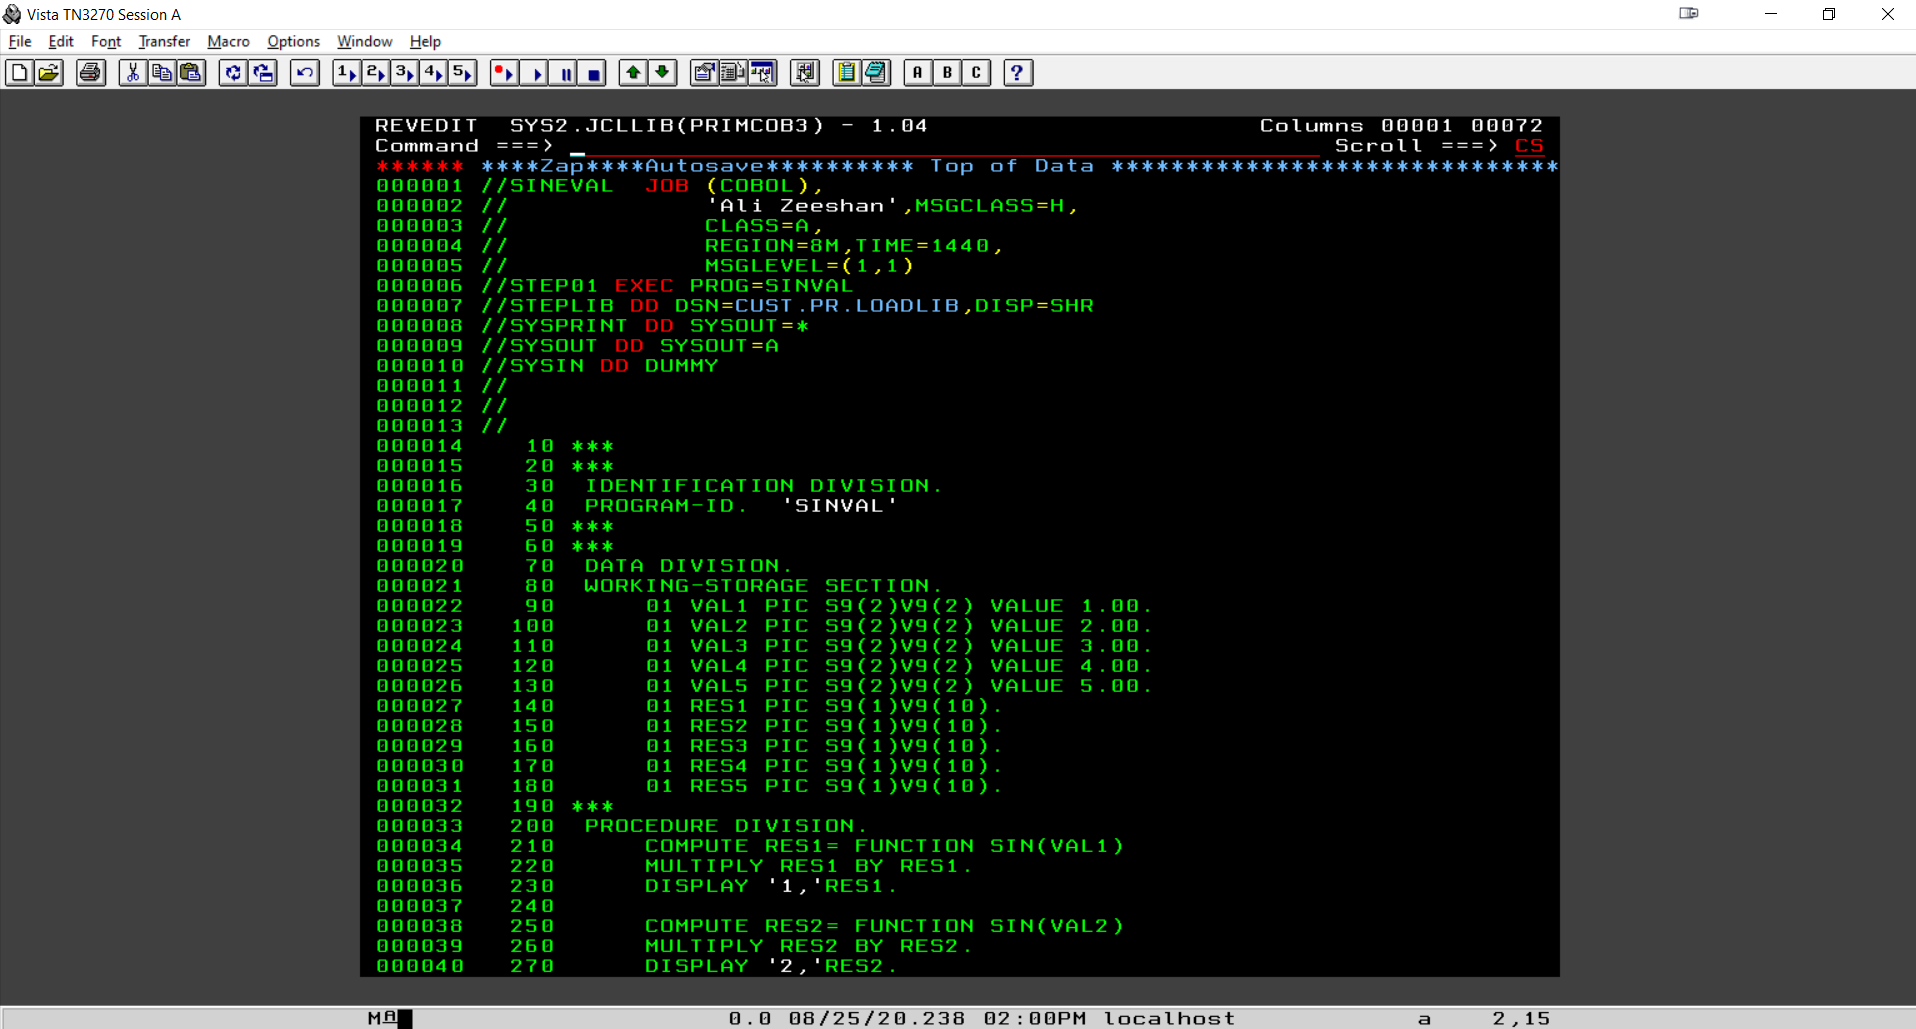 Vista TN3270 Session A
File Edit Font Transfer Macro Options Window Help
1 2 3 4 5 A B C ?
REVEDIT  SYS2.JCLLIB(PRIMCOB3) - 1.04                      Columns 00001 00072
Command ===>                                                    Scroll ===> CS
****** ****Zap****Autosave********** Top of Data ******************************
000001 //SINEVAL  JOB (COBOL),
000002 //             'Ali Zeeshan',MSGCLASS=H,
000003 //             CLASS=A,
000004 //             REGION=8M,TIME=1440,
000005 //             MSGLEVEL=(1,1)
000006 //STEP01 EXEC PROG=SINVAL
000007 //STEPLIB DD DSN=CUST.PR.LOADLIB,DISP=SHR
000008 //SYSPRINT DD SYSOUT=*
000009 //SYSOUT DD SYSOUT=A
000010 //SYSIN DD DUMMY
000011 //
000012 //
000013 //
000014    10 ***
000015    20 ***
000016    30  IDENTIFICATION DIVISION.
000017    40  PROGRAM-ID.  'SINVAL'
000018    50 ***
000019    60 ***
000020    70  DATA DIVISION.
000021    80  WORKING-STORAGE SECTION.
000022    90      01 VAL1 PIC S9(2)V9(2) VALUE 1.00.
000023   100      01 VAL2 PIC S9(2)V9(2) VALUE 2.00.
000024   110      01 VAL3 PIC S9(2)V9(2) VALUE 3.00.
000025   120      01 VAL4 PIC S9(2)V9(2) VALUE 4.00.
000026   130      01 VAL5 PIC S9(2)V9(2) VALUE 5.00.
000027   140      01 RES1 PIC S9(1)V9(10).
000028   150      01 RES2 PIC S9(1)V9(10).
000029   160      01 RES3 PIC S9(1)V9(10).
000030   170      01 RES4 PIC S9(1)V9(10).
000031   180      01 RES5 PIC S9(1)V9(10).
000032   190 ***
000033   200  PROCEDURE DIVISION.
000034   210      COMPUTE RES1= FUNCTION SIN(VAL1)
000035   220      MULTIPLY RES1 BY RES1.
000036   230      DISPLAY '1,'RES1.
000037   240
000038   250      COMPUTE RES2= FUNCTION SIN(VAL2)
000039   260      MULTIPLY RES2 BY RES2.
000040   270      DISPLAY '2,'RES2.
MA 0.0 08/25/20.238 02:00PM localhost a 2,15